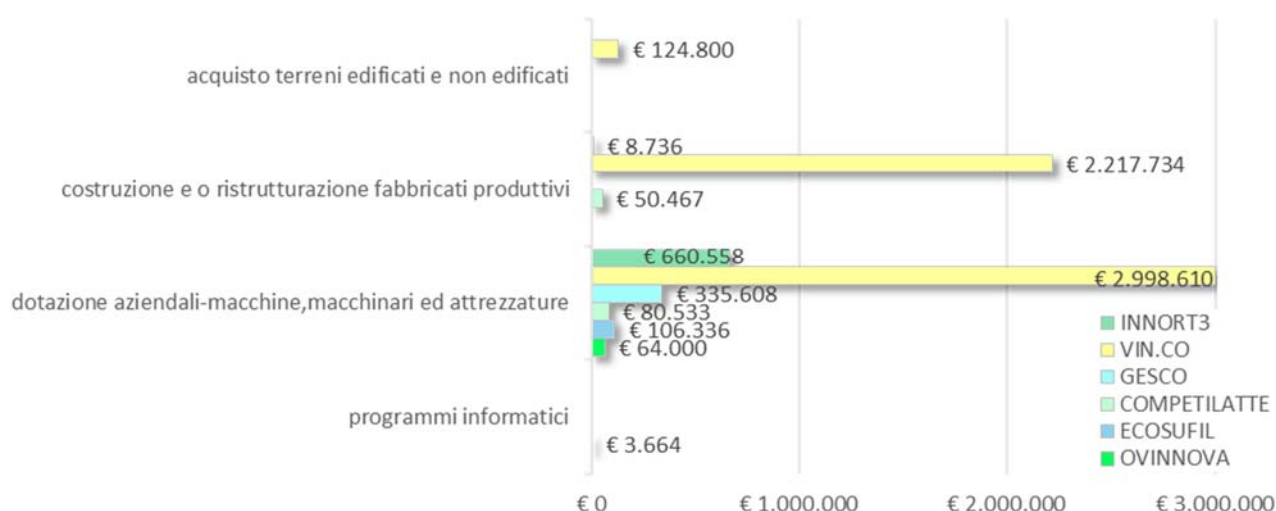 € 124.800
acquisto terreni edificati e non edificati
€ 8.736
€ 2.217.734
costruzione e o ristrutturazione fabbricati produttivi
€ 50.467
€ 660.558
€ 2.998.610
dotazione aziendali-macchine,macchinari ed attrezzature
€ 335.608
€ 80.533
€ 106.336
€ 64.000
INNORT3
VIN.CO
GESCO
COMPETILATTE
ECOSUFIL
OVINNOVA
programmi informatici
€ 3.664
€ 0
€ 1.000.000
€ 2.000.000
€ 3.000.000